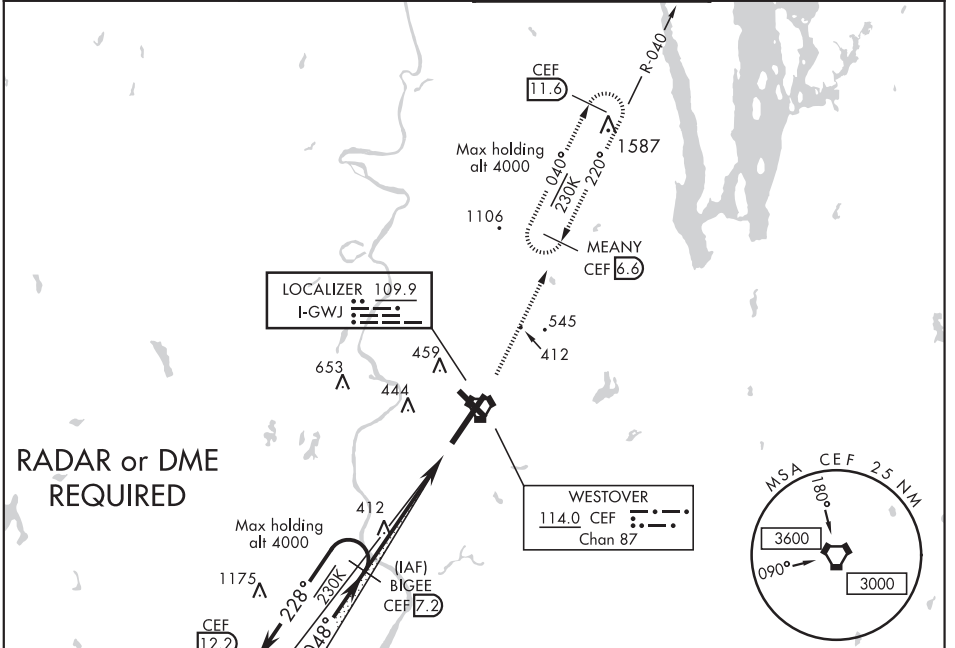 R-040
CEF
11.6
1587
Max holding
alt 4000
040°
230K
220°
1106
MEANY
CEF 6.6
LOCALIZER 109.9
I-GWJ
545
412
459
653
444
RADAR or DME
REQUIRED
MSA CEF 25 NM
180°
3600
090°
3000
WESTOVER
114.0 CEF
Chan 87
412
Max holding
alt 4000
(IAF)
BIGEE
CEF 7.2
1175
228°
230K
048°
CEF
12.2